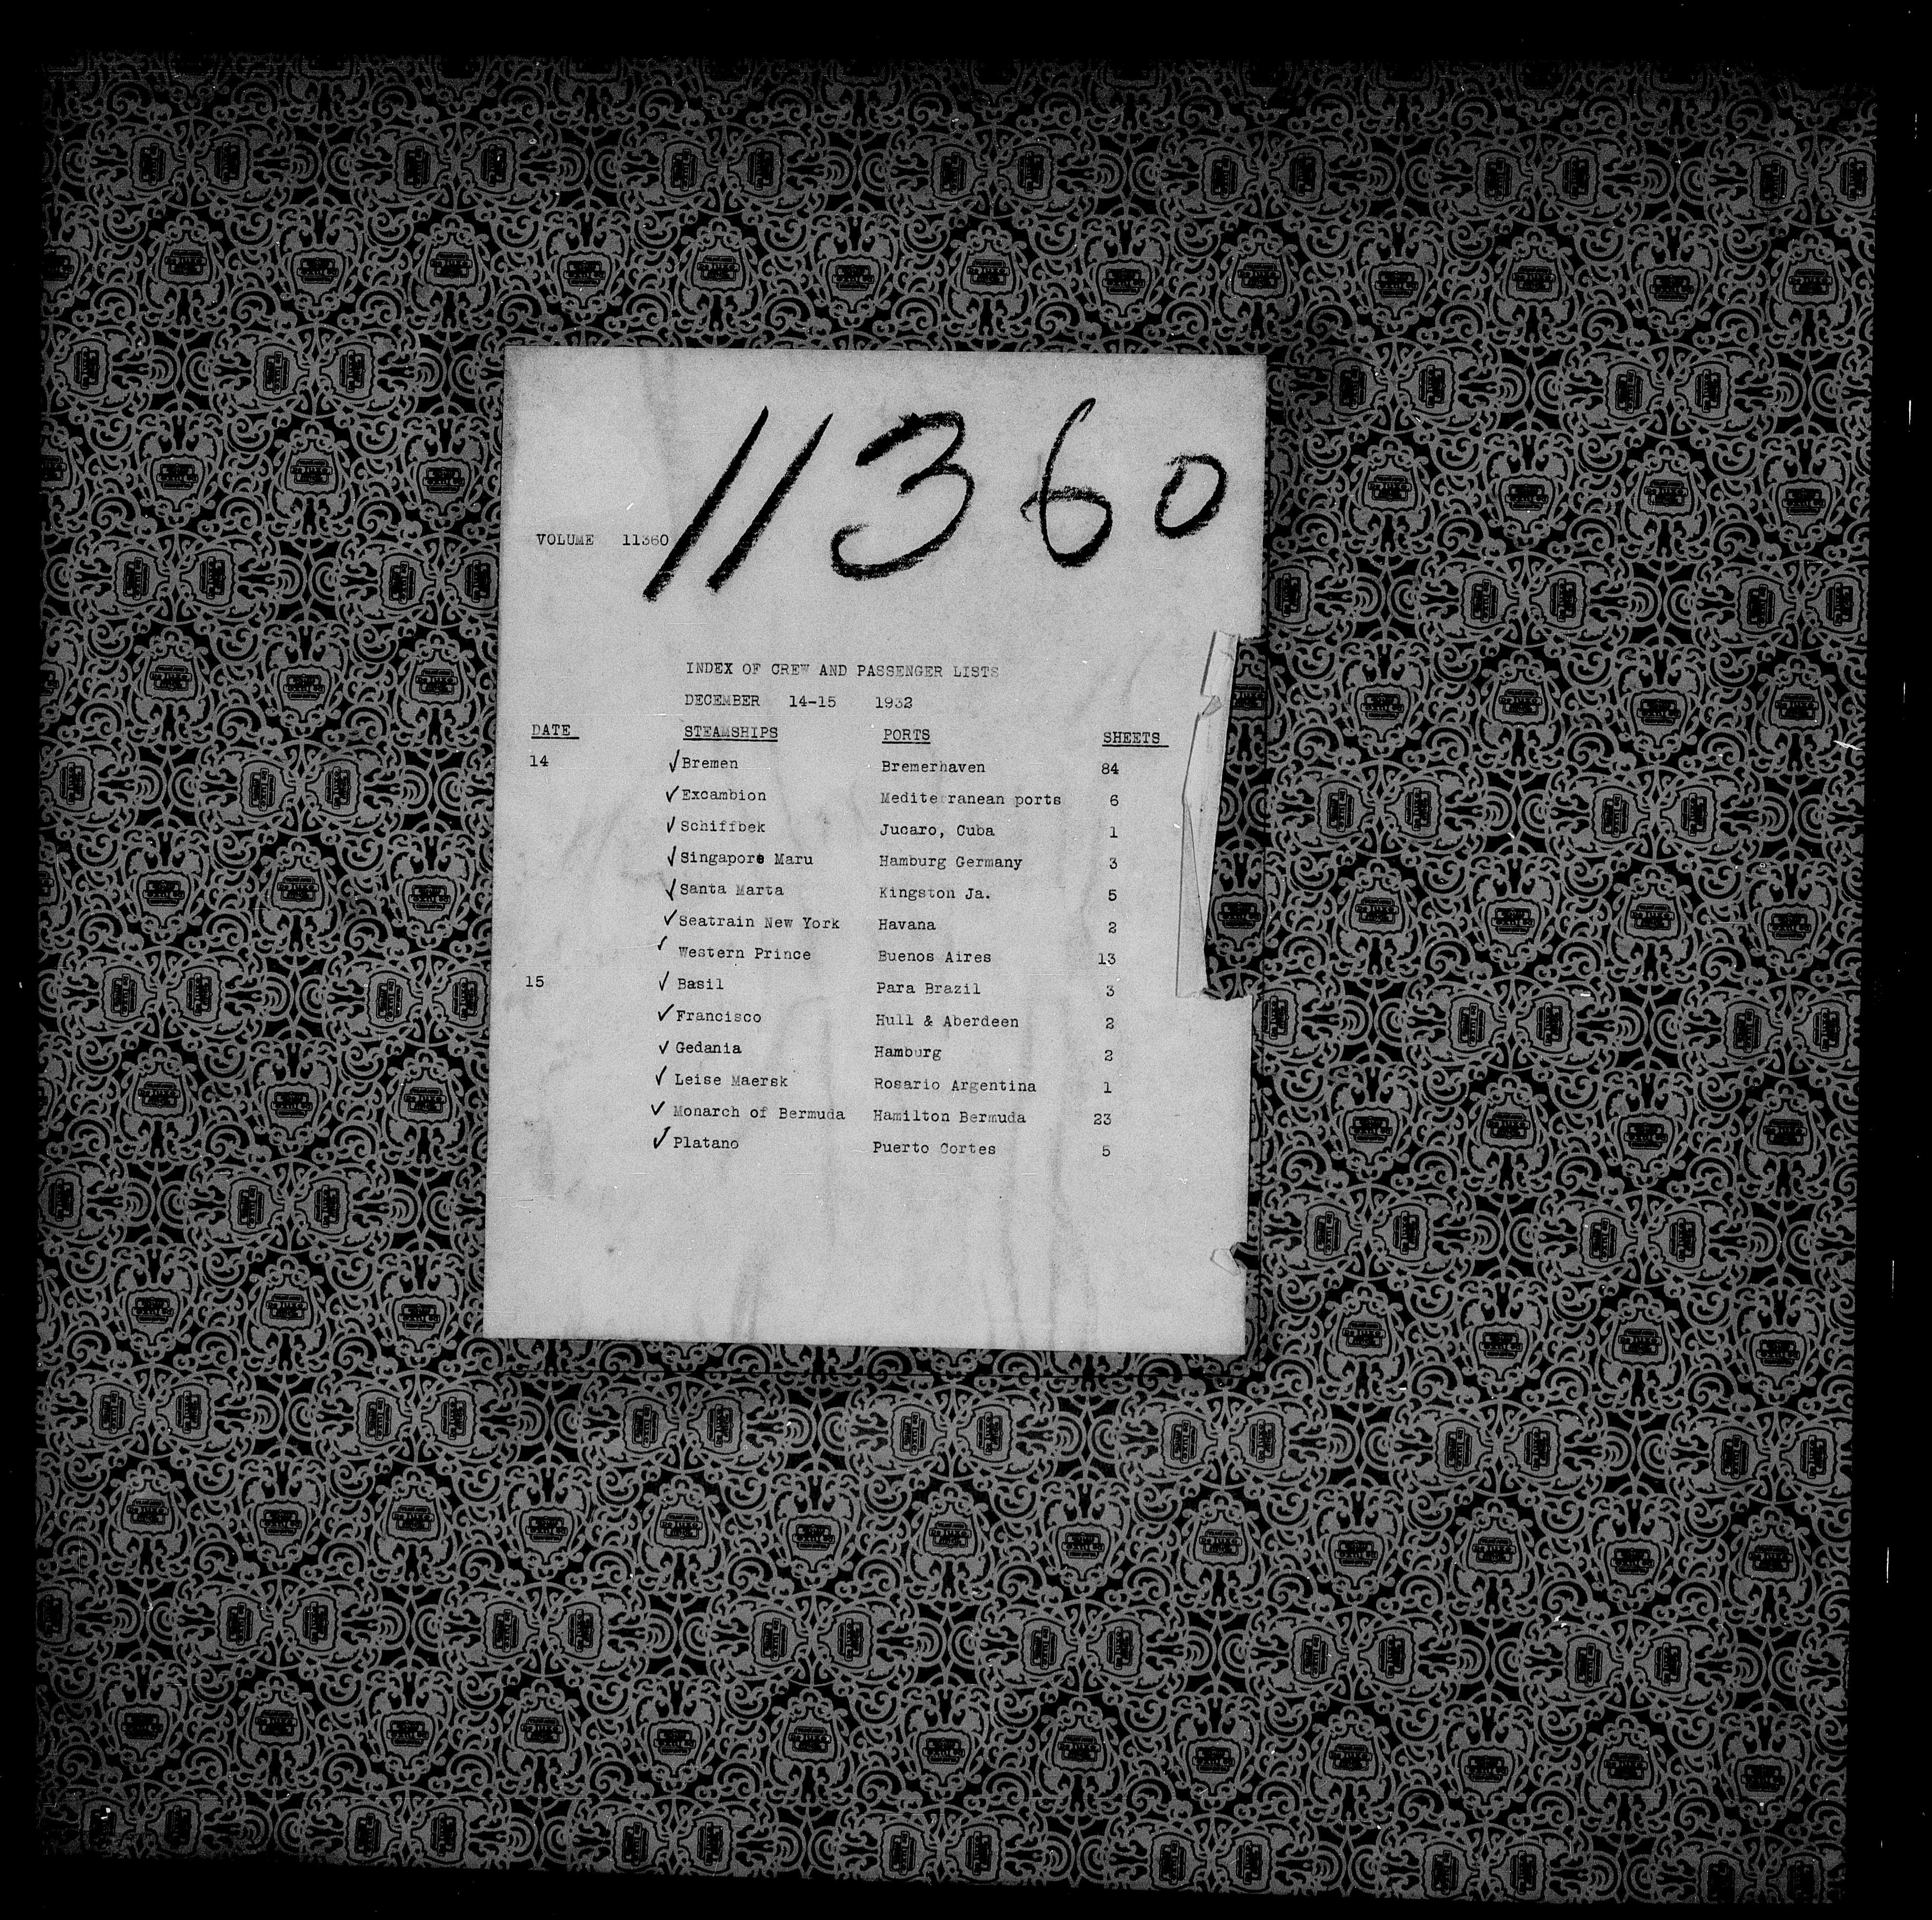 11360
VOLUME 11360
INDEX OF CREW AND PASSENGER LISTS
DECEMBER 14-15 1932
DATE STEAMSHIPS PORTS SHEETS
14 ✓ Bremen Bremerhaven 84
✓ Excambion Mediterranean ports 6
✓ Schiffbek Jucaro, Cuba 1
✓ Singapore Maru Hamburg Germany 3
✓ Santa Marta Kingston Ja. 5
✓ Seatrain New York Havana 2
✓ Western Prince Buenos Aires 13
15 ✓ Basil Para Brazil 3
✓ Francisco Hull & Aberdeen 2
✓ Gedania Hamburg 2
✓ Leise Maersk Rosario Argentina 1
✓ Monarch of Bermuda Hamilton Bermuda 23
✓ Platano Puerto Cortes 5